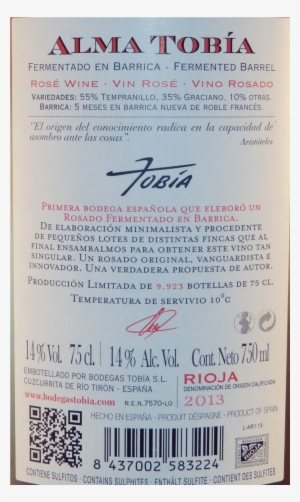 ALMA TOBÍA
FERMENTADO EN BARRICA · FERMENTED BARREL
ROSÉ WINE · VIN ROSÉ · VINO ROSADO
VARIEDADES: 55% TEMPRANILLO, 35% GRACIANO, 10% OTRAS.
BARRICA: 5 MESES EN BARRICA NUEVA DE ROBLE FRANCÉS.
"El origen del conocimiento radica en la capacidad de
asombro ante las cosas".
Aristóteles
TOBÍA
PRIMERA BODEGA ESPAÑOLA QUE ELEBORÓ UN
ROSADO FERMENTADO EN BARRICA.
DE ELABORACIÓN MINIMALISTA Y PROCEDENTE
DE PEQUEÑOS LOTES DE DISTINTAS FINCAS QUE AL
FINAL ENSAMBLAMOS PARA OBTENER ESTE VINO TAN
SINGULAR. UN ROSADO ORIGINAL, VANGUARDISTA E
INNOVADOR. UNA VERDADERA PROPUESTA DE AUTOR.
PRODUCCIÓN LIMITADA DE 9.923 BOTELLAS DE 75 CL.
TEMPERATURA DE SERVIVIO 10ºC
14% Vol. 75 cl. 14% Alc. Vol. Cont. Neto 750 ml
EMBOTELLADO POR BODEGAS TOBÍA S.L.
CUZCURRITA DE RÍO TIRÓN - ESPAÑA
www.bodegastobia.com R.E.N.7570-LO
RIOJA
DENOMINACIÓN DE ORIGEN CALIFICADA
2013
HECHO EN ESPAÑA - PRODUIT D'ESPAGNE - PRODUCT OF SPAIN
L-AR1.13
8 437002 583224
CONTIENE SULFITOS - CONTAINS SULPHITES - ENTHÄLT SULFITE - CONTIENT DES SULFITES